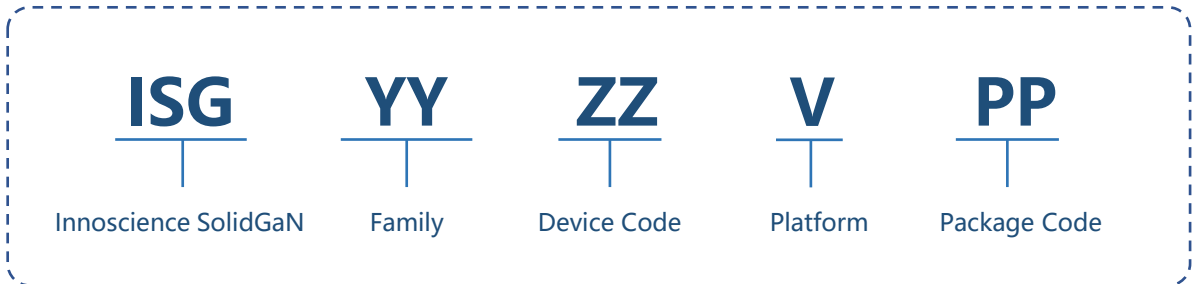 ISG YY ZZ V PP
Innoscience SolidGaN Family Device Code Platform Package Code